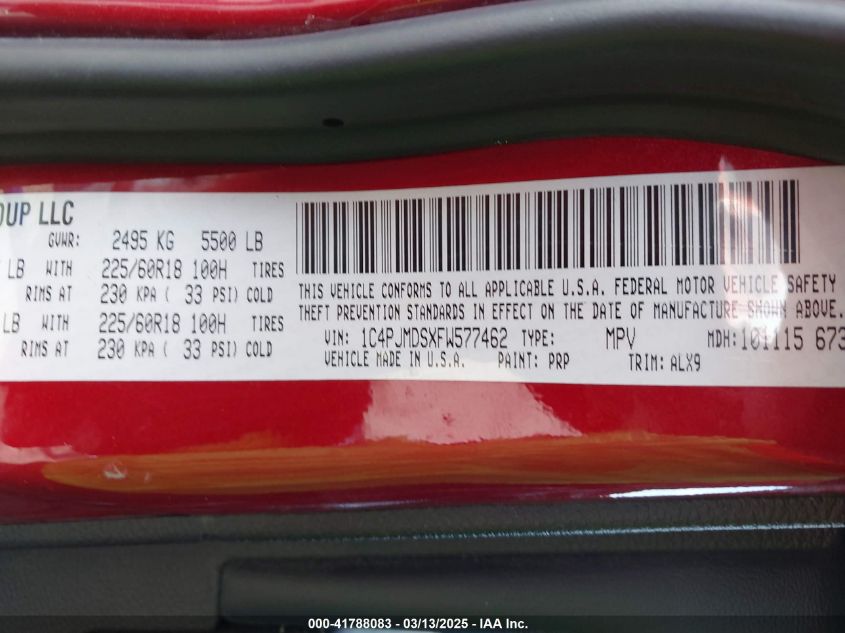 OUP LLC
GVWR: 2495 KG 5500 LB
LB WITH 225/60R18 100H TIRES
RIMS AT 230 KPA ( 33 PSI) COLD
LB WITH 225/60R18 100H TIRES
RIMS AT 230 KPA ( 33 PSI) COLD
THIS VEHICLE CONFORMS TO ALL APPLICABLE U.S.A. FEDERAL MOTOR VEHICLE SAFETY
THEFT PREVENTION STANDARDS IN EFFECT ON THE DATE OF MANUFACTURE SHOWN ABOVE.
VIN: 1C4PJMDSXFW577462 TYPE: MPV MDH: 101115 673
VEHICLE MADE IN U.S.A. PAINT: PRP TRIM: ALX9
000-41788083 - 03/13/2025 - IAA Inc.